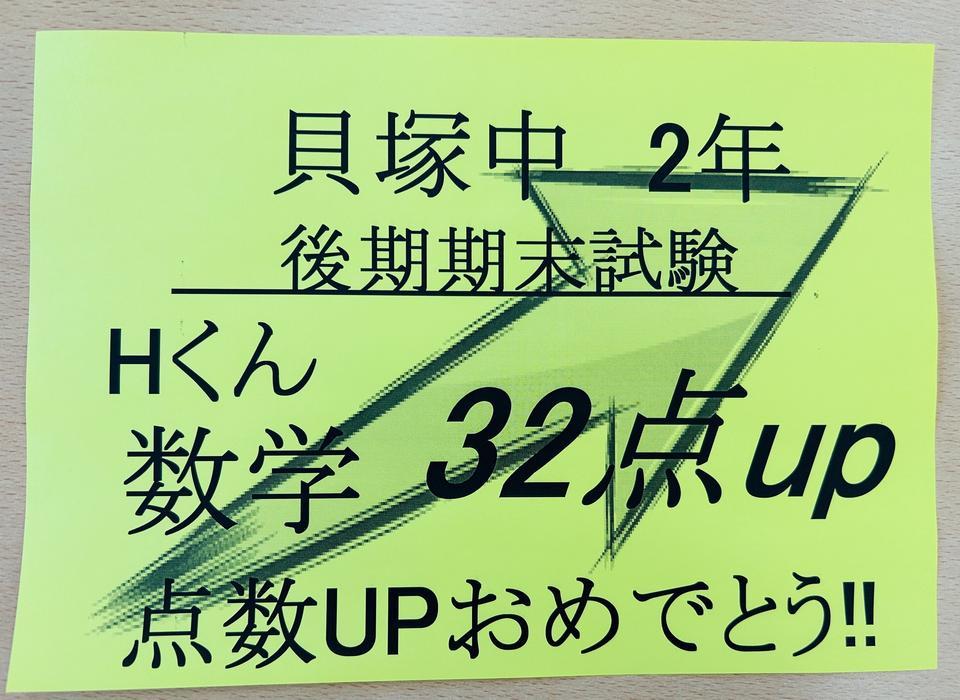 貝塚中 2年
後期期末試験
Hくん
数学 32点up
点数UPおめでとう!!